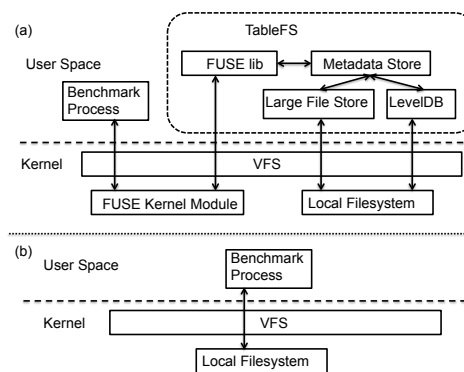 (a)
TableFS
User Space
FUSE lib
Metadata Store
Benchmark
Process
Large File Store
LevelDB
Kernel
VFS
FUSE Kernel Module
Local Filesystem
(b)
User Space
Benchmark
Process
Kernel
VFS
Local Filesystem